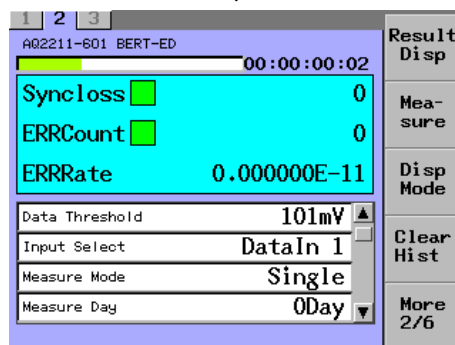 1 2 3
AQ2211-601 BERT-ED
00:00:00:02
Syncloss 0
ERRCount 0
ERRRate 0.000000E-11
Data Threshold 101mV
Input Select DataIn 1
Measure Mode Single
Measure Day 0Day
Result
Disp
Mea-
sure
Disp
Mode
Clear
Hist
More
2/6